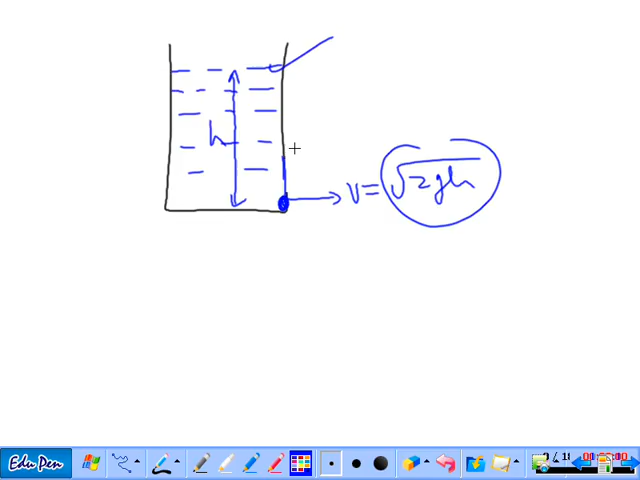 h
V = √2gh
Edu Pen